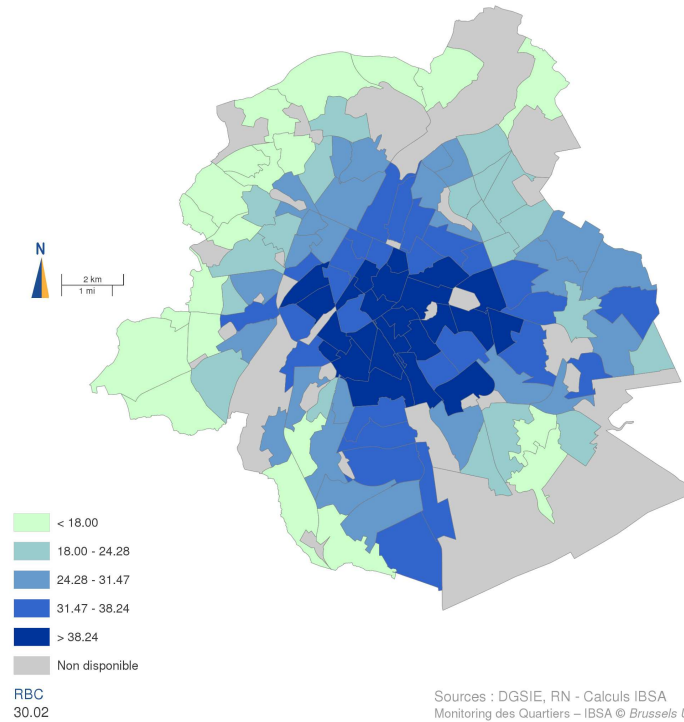 N
2 km
1 mi
< 18.00
18.00 - 24.28
24.28 - 31.47
31.47 - 38.24
> 38.24
Non disponible
RBC
30.02
Sources : DGSIE, RN - Calculs IBSA
Monitoring des Quartiers – IBSA © Brussels